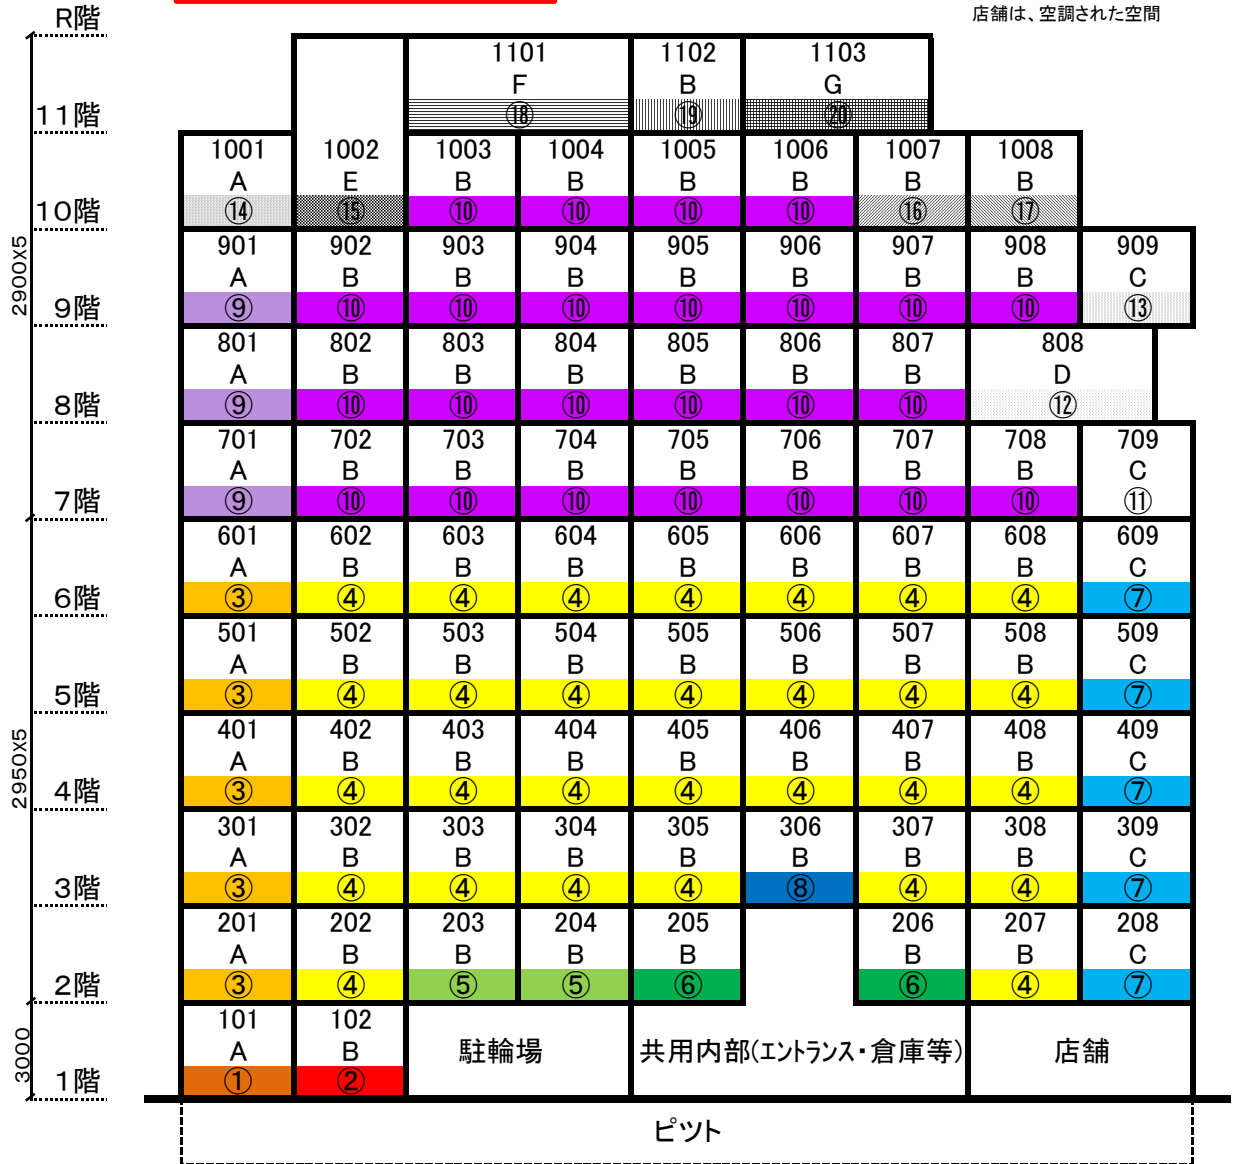 R階
店舗は、空調された空間
1101 1102 1103
F B G
11階 ⑱ ⑲ ⑳
1001 1002 1003 1004 1005 1006 1007 1008
A E B B B B B B
10階 ⑭ ⑮ ⑩ ⑩ ⑩ ⑩ ⑯ ⑰
901 902 903 904 905 906 907 908 909
A B B B B B B B C
9階 ⑨ ⑩ ⑩ ⑩ ⑩ ⑩ ⑩ ⑩ ⑬
2900X5
801 802 803 804 805 806 807 808
A B B B B B B D
8階 ⑨ ⑩ ⑩ ⑩ ⑩ ⑩ ⑩ ⑫
701 702 703 704 705 706 707 708 709
A B B B B B B B C
7階 ⑨ ⑩ ⑩ ⑩ ⑩ ⑩ ⑩ ⑩ ⑪
601 602 603 604 605 606 607 608 609
A B B B B B B B C
6階 ③ ④ ④ ④ ④ ④ ④ ④ ⑦
501 502 503 504 505 506 507 508 509
A B B B B B B B C
5階 ③ ④ ④ ④ ④ ④ ④ ④ ⑦
401 402 403 404 405 406 407 408 409
A B B B B B B B C
4階 ③ ④ ④ ④ ④ ④ ④ ④ ⑦
2950X5
301 302 303 304 305 306 307 308 309
A B B B B B B B C
3階 ③ ④ ④ ④ ④ ⑧ ④ ④ ⑦
201 202 203 204 205 206 207 208
A B B B B B B C
2階 ③ ④ ⑤ ⑤ ⑥ ⑥ ④ ⑦
101 102
A B 駐輪場 共用内部(エントランス・倉庫等) 店舗
1階 ① ②
3000
ピツト